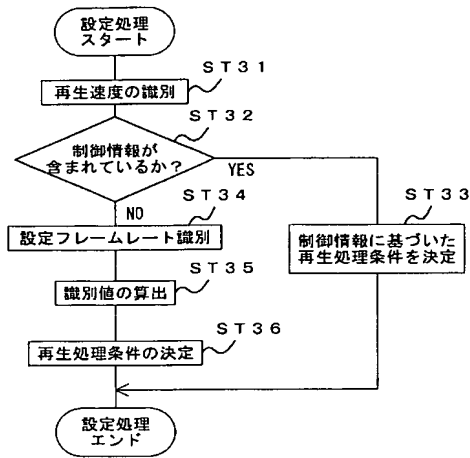 設定処理
スタート
ST31
再生速度の識別
ST32
制御情報が
含まれているか？
YES
NO
ST33
制御情報に基づいた
再生処理条件を決定
ST34
設定フレームレート識別
ST35
識別値の算出
ST36
再生処理条件の決定
設定処理
エンド